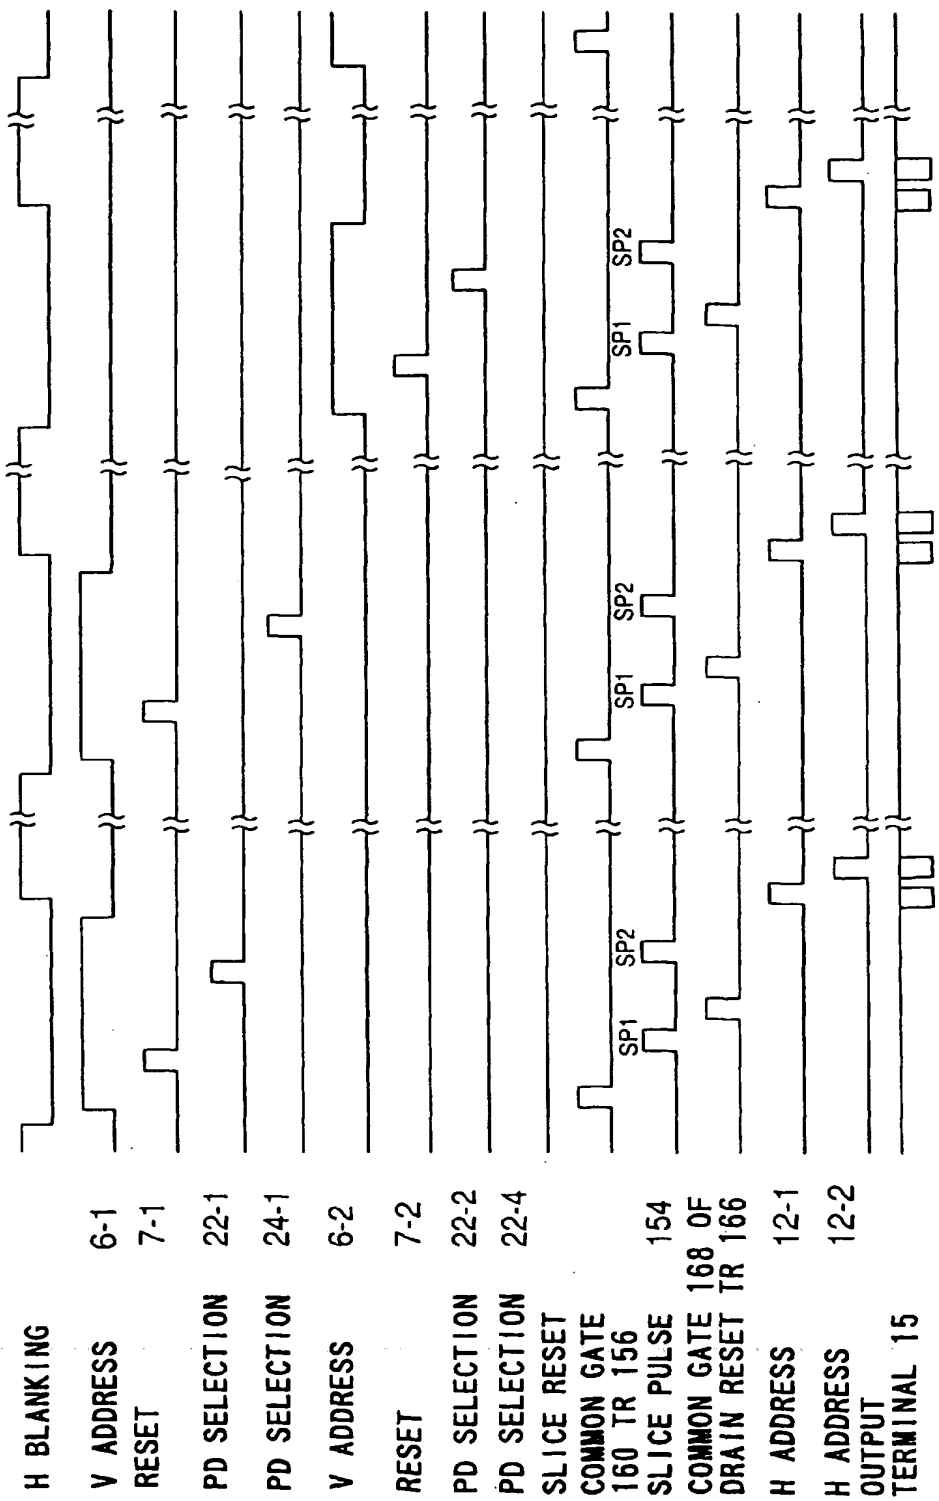 H BLANKING
V ADDRESS 6-1
RESET 7-1
PD SELECTION 22-1
PD SELECTION 24-1
V ADDRESS 6-2
RESET 7-2
PD SELECTION 22-2
PD SELECTION 22-4
SLICE RESET
COMMON GATE
160 TR 156
SLICE PULSE 154
COMMON GATE 168 OF
DRAIN RESET TR 166
H ADDRESS 12-1
H ADDRESS 12-2
OUTPUT
TERMINAL 15
SP1 SP2 SP1 SP2 SP1 SP2